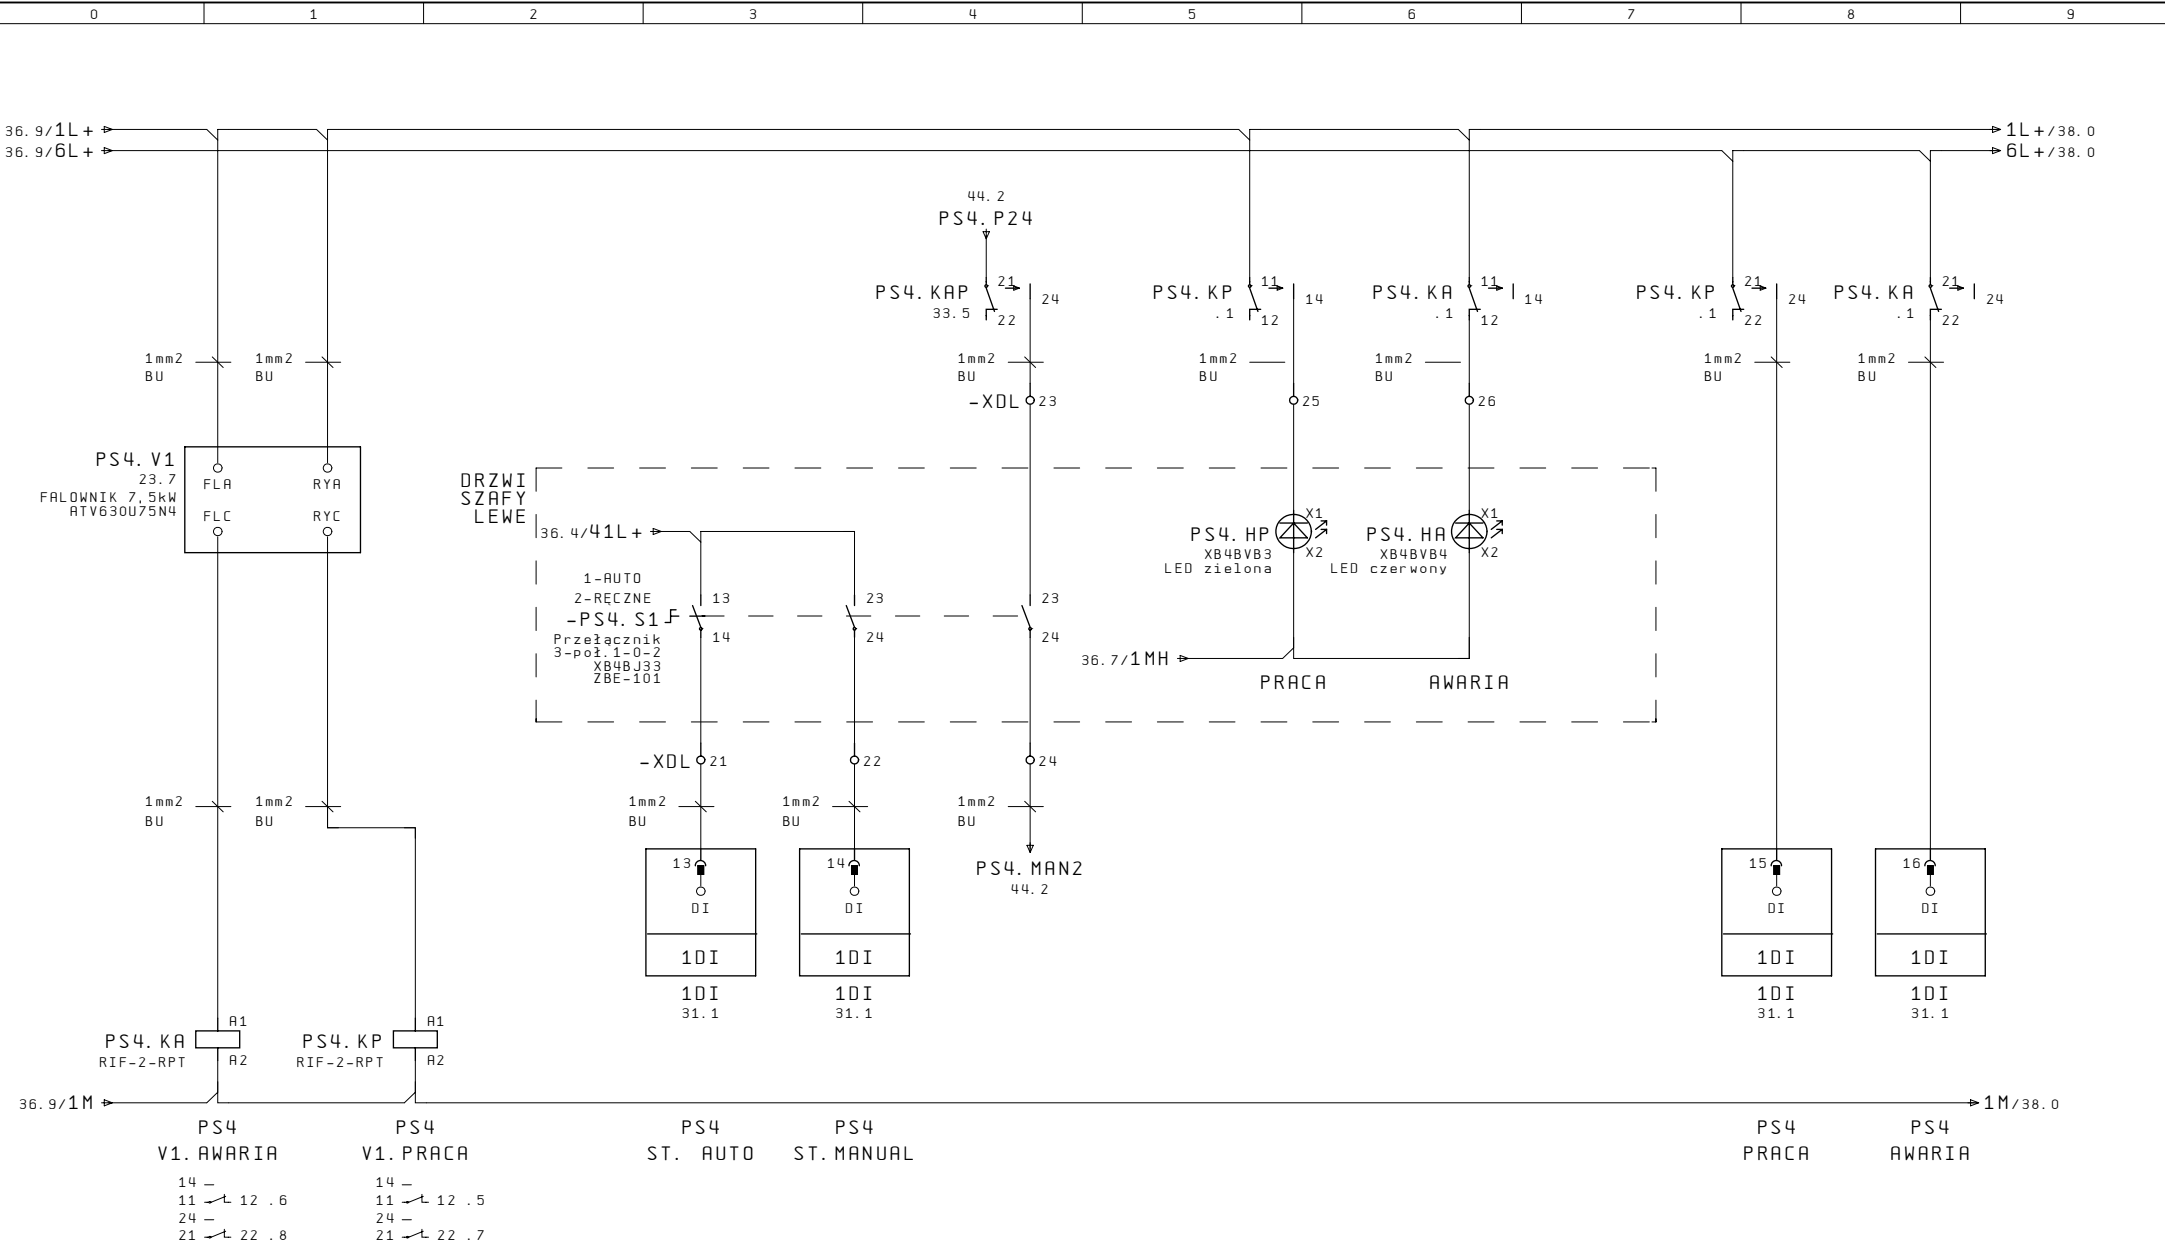 0 1 2 3 4 5 6 7 8 9
36.9/1L+ 1L+/38.0
36.9/6L+ 6L+/38.0
44.2
PS4.P24
PS4.KAP 21 24
33.5 22
PS4.KP 11 14
.1 12
PS4.KA 11 14
.1 12
PS4.KP 21 24
.1 22
PS4.KA 21 24
.1 22
1mm2 1mm2 1mm2 1mm2 1mm2 1mm2 1mm2
BU BU BU BU BU BU BU
-XDL 23 25 26
PS4.V1
23.7
FALOWNIK 7,5kW
ATV630U75N4
FLA RYA
FLC RYC
DRZWI
SZAFY
LEWE
36.4/41L+
1-AUTO
2-RĘCZNE
-PS4.S1
Przełącznik
3-poł.1-0-2
XB4BJ33
ZBE-101
13 23 23
14 24 24
X1
PS4.HP
XB4BVB3 X2
LED zielona
X1
PS4.HA
XB4BVB4 X2
LED czerwony
36.7/1MH
PRACA AWARIA
-XDL 21 22 24
1mm2 1mm2 1mm2 1mm2 1mm2
BU BU BU BU BU
PS4.MAN2
44.2
13 14 15 16
DI DI DI DI
1DI 1DI 1DI 1DI
1DI 1DI 1DI 1DI
31.1 31.1 31.1 31.1
A1 A1
PS4.KA PS4.KP
RIF-2-RPT A2 RIF-2-RPT A2
36.9/1M 1M/38.0
PS4 PS4 PS4 PS4 PS4 PS4
V1.AWARIA V1.PRACA ST. AUTO ST.MANUAL PRACA AWARIA
14 14
11 12 .6 11 12 .5
24 24
21 22 .8 21 22 .7